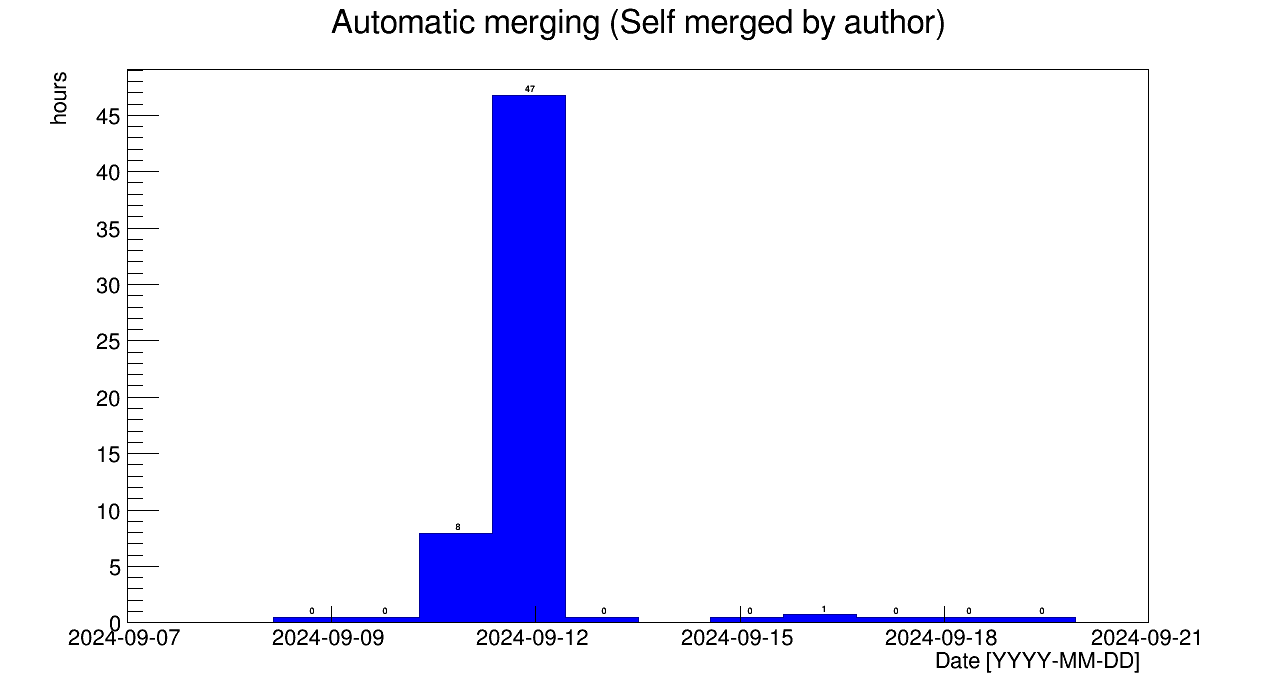 Automatic merging (Self merged by author)
hours
45
40
35
30
25
20
15
10
5
0
47
8
0 0 0 0 1 0 0 0
2024-09-07 2024-09-09 2024-09-12 2024-09-15 2024-09-18 2024-09-21
Date [YYYY-MM-DD]